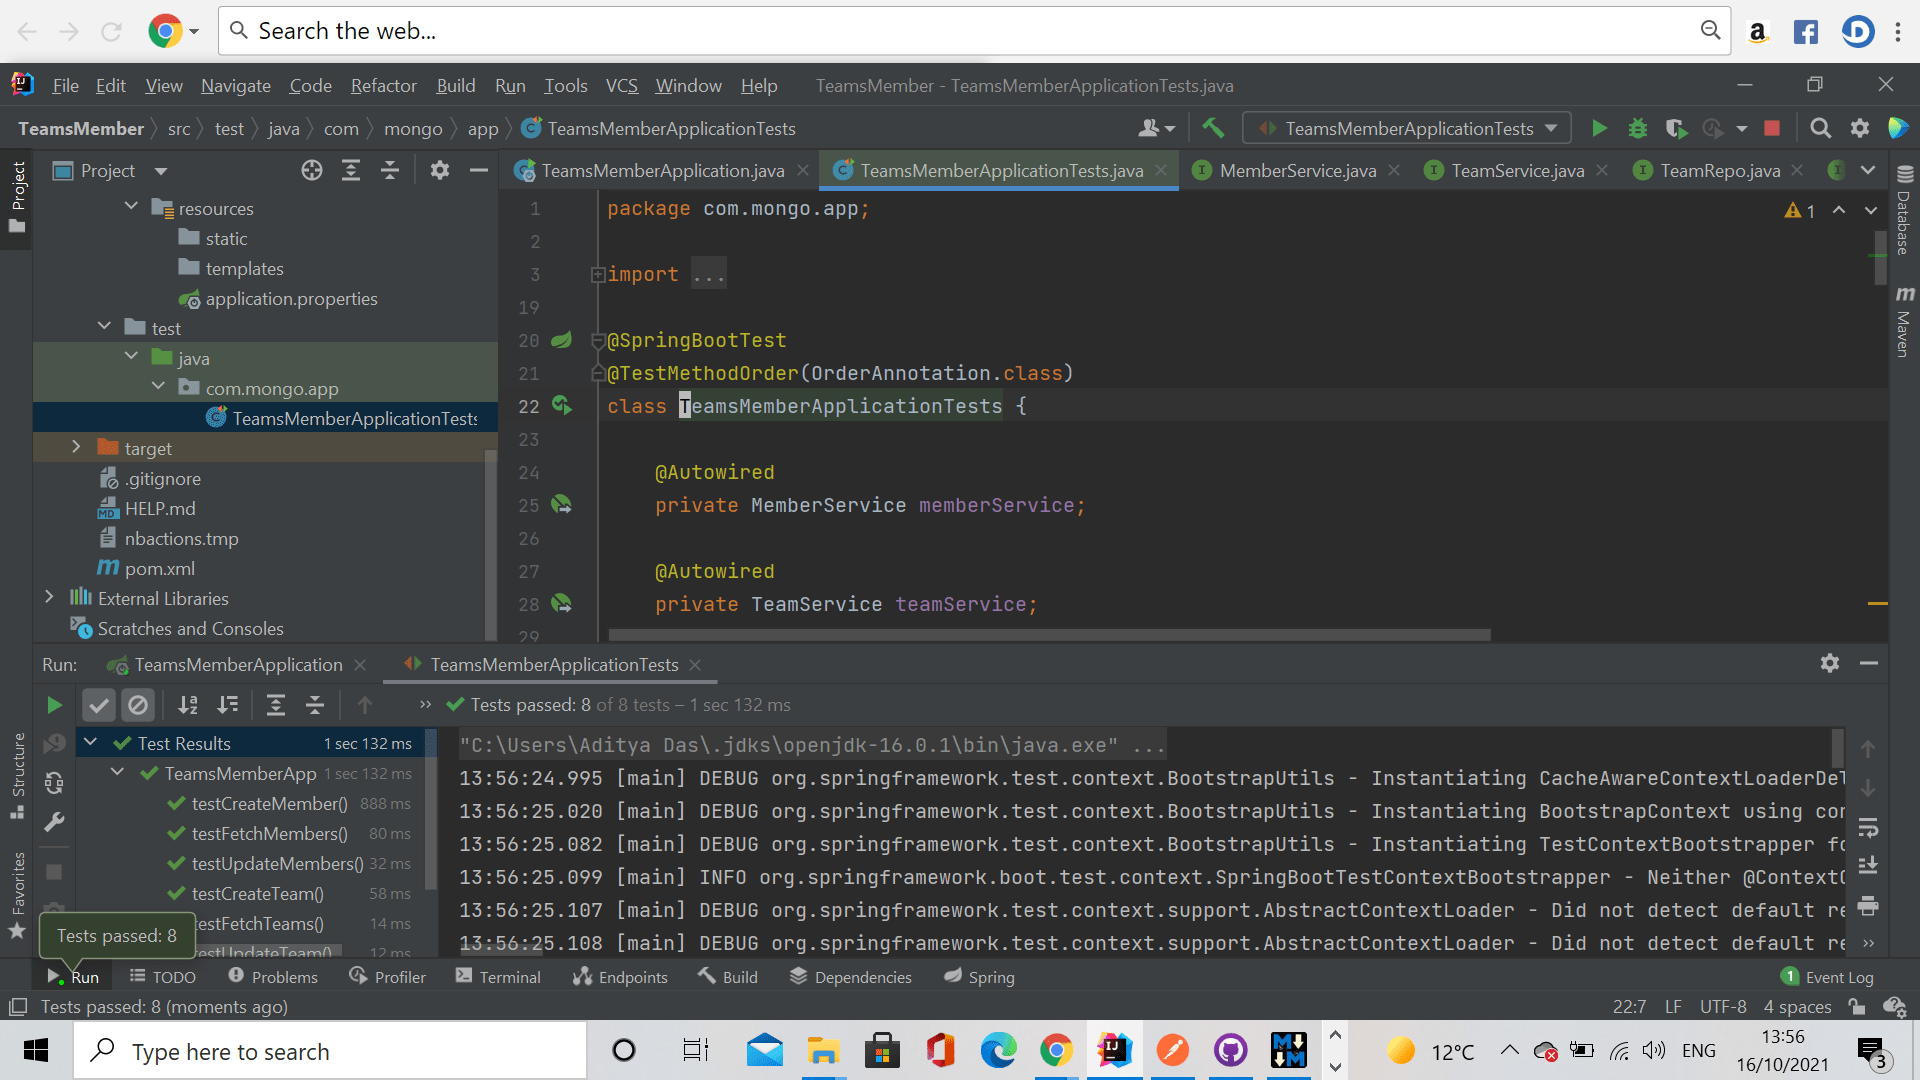 Search the web...
File Edit View Navigate Code Refactor Build Run Tools VCS Window Help TeamsMember - TeamsMemberApplicationTests.java
TeamsMember src test java com mongo app TeamsMemberApplicationTests
TeamsMemberApplicationTests
Project
TeamsMemberApplication.java TeamsMemberApplicationTests.java MemberService.java TeamService.java TeamRepo.java
Project
resources
static
templates
application.properties
test
java
com.mongo.app
TeamsMemberApplicationTests
target
.gitignore
HELP.md
nbactions.tmp
pom.xml
External Libraries
Scratches and Consoles
1 package com.mongo.app;
2
3 import ...
19
20 @SpringBootTest
21 @TestMethodOrder(OrderAnnotation.class)
22 class TeamsMemberApplicationTests {
23
24 @Autowired
25 private MemberService memberService;
26
27 @Autowired
28 private TeamService teamService;
29
1
Database
Maven
Run: TeamsMemberApplication TeamsMemberApplicationTests
Tests passed: 8 of 8 tests – 1 sec 132 ms
Test Results 1 sec 132 ms
TeamsMemberApp 1 sec 132 ms
testCreateMember() 888 ms
testFetchMembers() 80 ms
testUpdateMembers() 32 ms
testCreateTeam() 58 ms
testFetchTeams() 14 ms
testUpdateTeam() 12 ms
"C:\Users\Aditya Das\.jdks\openjdk-16.0.1\bin\java.exe" ...
13:56:24.995 [main] DEBUG org.springframework.test.context.BootstrapUtils - Instantiating CacheAwareContextLoaderDel
13:56:25.020 [main] DEBUG org.springframework.test.context.BootstrapUtils - Instantiating BootstrapContext using con
13:56:25.082 [main] DEBUG org.springframework.test.context.BootstrapUtils - Instantiating TestContextBootstrapper fo
13:56:25.099 [main] INFO org.springframework.boot.test.context.SpringBootTestContextBootstrapper - Neither @ContextC
13:56:25.107 [main] DEBUG org.springframework.test.context.support.AbstractContextLoader - Did not detect default re
13:56:25.108 [main] DEBUG org.springframework.test.context.support.AbstractContextLoader - Did not detect default re
Structure
Favorites
Tests passed: 8
Run TODO Problems Profiler Terminal Endpoints Build Dependencies Spring 1 Event Log
Tests passed: 8 (moments ago) 22:7 LF UTF-8 4 spaces
Type here to search
12°C ENG
13:56
16/10/2021
3